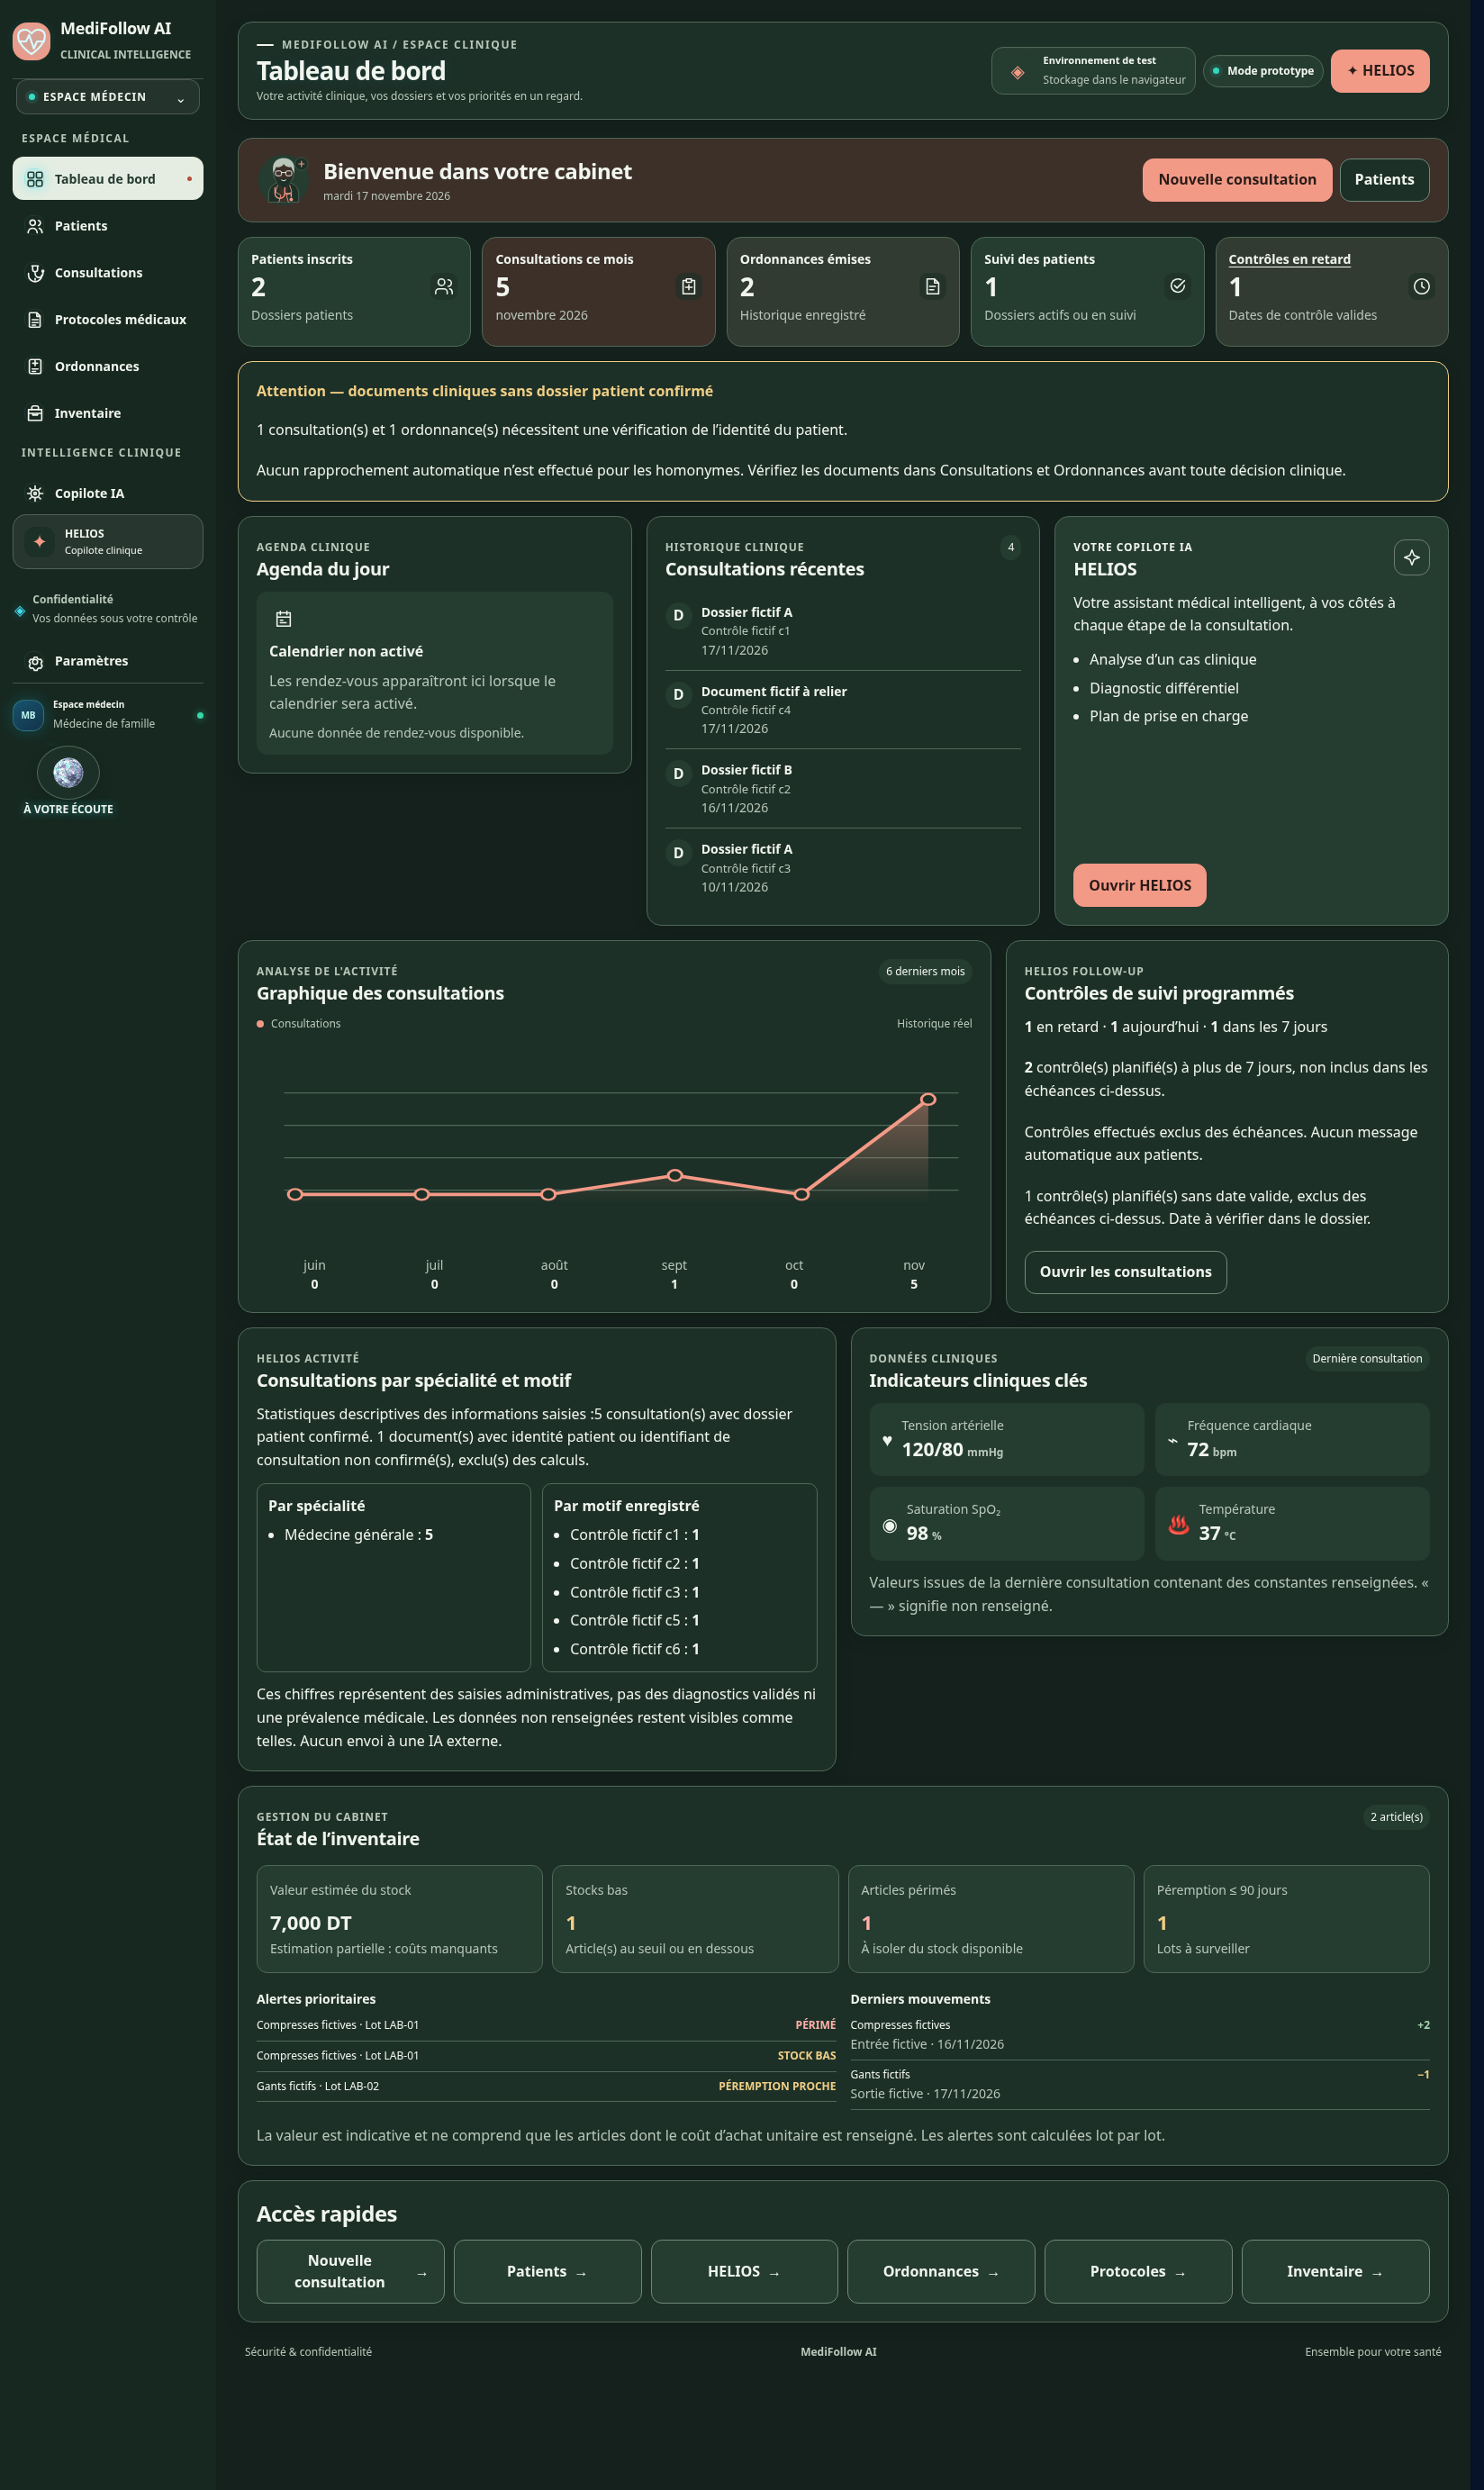 MediFollow AI
CLINICAL INTELLIGENCE
ESPACE MÉDECIN
ESPACE MÉDICAL
Tableau de bord
Patients
Consultations
Protocoles médicaux
Ordonnances
Inventaire
INTELLIGENCE CLINIQUE
Copilote IA
HELIOS
Copilote clinique
Confidentialité
Vos données sous votre contrôle
Paramètres
MB
Espace médecin
Médecine de famille
À VOTRE ÉCOUTE
MEDIFOLLOW AI / ESPACE CLINIQUE
Tableau de bord
Votre activité clinique, vos dossiers et vos priorités en un regard.
Environnement de test
Stockage dans le navigateur
Mode prototype
✦ HELIOS
Bienvenue dans votre cabinet
mardi 17 novembre 2026
Nouvelle consultation
Patients
Patients inscrits
2
Dossiers patients
Consultations ce mois
5
novembre 2026
Ordonnances émises
2
Historique enregistré
Suivi des patients
1
Dossiers actifs ou en suivi
Contrôles en retard
1
Dates de contrôle valides
Attention — documents cliniques sans dossier patient confirmé
1 consultation(s) et 1 ordonnance(s) nécessitent une vérification de l’identité du patient.
Aucun rapprochement automatique n’est effectué pour les homonymes. Vérifiez les documents dans Consultations et Ordonnances avant toute décision clinique.
AGENDA CLINIQUE
Agenda du jour
Calendrier non activé
Les rendez-vous apparaîtront ici lorsque le
calendrier sera activé.
Aucune donnée de rendez-vous disponible.
HISTORIQUE CLINIQUE
4
Consultations récentes
D
Dossier fictif A
Contrôle fictif c1
17/11/2026
D
Document fictif à relier
Contrôle fictif c4
17/11/2026
D
Dossier fictif B
Contrôle fictif c2
16/11/2026
D
Dossier fictif A
Contrôle fictif c3
10/11/2026
VOTRE COPILOTE IA
HELIOS
Votre assistant médical intelligent, à vos côtés à
chaque étape de la consultation.
• Analyse d’un cas clinique
• Diagnostic différentiel
• Plan de prise en charge
Ouvrir HELIOS
ANALYSE DE L'ACTIVITÉ
6 derniers mois
Graphique des consultations
Consultations
Historique réel
juin juil août sept oct nov
0 0 0 1 0 5
HELIOS FOLLOW-UP
Contrôles de suivi programmés
1 en retard · 1 aujourd’hui · 1 dans les 7 jours
2 contrôle(s) planifié(s) à plus de 7 jours, non inclus dans les
échéances ci-dessus.
Contrôles effectués exclus des échéances. Aucun message
automatique aux patients.
1 contrôle(s) planifié(s) sans date valide, exclus des
échéances ci-dessus. Date à vérifier dans le dossier.
Ouvrir les consultations
HELIOS ACTIVITÉ
Consultations par spécialité et motif
Statistiques descriptives des informations saisies :5 consultation(s) avec dossier
patient confirmé. 1 document(s) avec identité patient ou identifiant de
consultation non confirmé(s), exclu(s) des calculs.
Par spécialité
• Médecine générale : 5
Par motif enregistré
• Contrôle fictif c1 : 1
• Contrôle fictif c2 : 1
• Contrôle fictif c3 : 1
• Contrôle fictif c5 : 1
• Contrôle fictif c6 : 1
Ces chiffres représentent des saisies administratives, pas des diagnostics validés ni
une prévalence médicale. Les données non renseignées restent visibles comme
telles. Aucun envoi à une IA externe.
DONNÉES CLINIQUES
Dernière consultation
Indicateurs cliniques clés
Tension artérielle
120/80 mmHg
Fréquence cardiaque
72 bpm
Saturation SpO₂
98 %
Température
37 °C
Valeurs issues de la dernière consultation contenant des constantes renseignées. «
— » signifie non renseigné.
GESTION DU CABINET
2 article(s)
État de l’inventaire
Valeur estimée du stock
7,000 DT
Estimation partielle : coûts manquants
Stocks bas
1
Article(s) au seuil ou en dessous
Articles périmés
1
À isoler du stock disponible
Péremption ≤ 90 jours
1
Lots à surveiller
Alertes prioritaires
Compresses fictives · Lot LAB-01 PÉRIMÉ
Compresses fictives · Lot LAB-01 STOCK BAS
Gants fictifs · Lot LAB-02 PÉREMPTION PROCHE
Derniers mouvements
Compresses fictives +2
Entrée fictive · 16/11/2026
Gants fictifs −1
Sortie fictive · 17/11/2026
La valeur est indicative et ne comprend que les articles dont le coût d’achat unitaire est renseigné. Les alertes sont calculées lot par lot.
Accès rapides
Nouvelle
consultation →
Patients →
HELIOS →
Ordonnances →
Protocoles →
Inventaire →
Sécurité & confidentialité
MediFollow AI
Ensemble pour votre santé